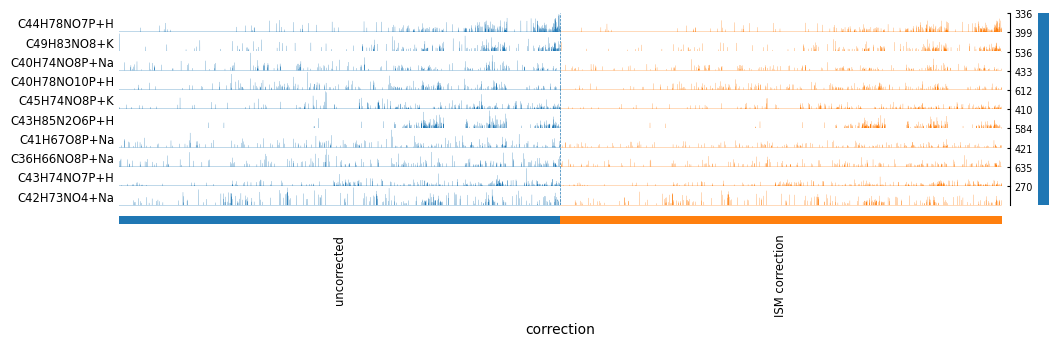 C44H78NO7P+H
C49H83NO8+K
C40H74NO8P+Na
C40H78NO10P+H
C45H74NO8P+K
C43H85N2O6P+H
C41H67O8P+Na
C36H66NO8P+Na
C43H74NO7P+H
C42H73NO4+Na
336
399
536
433
612
410
584
421
635
270
uncorrected
ISM correction
correction